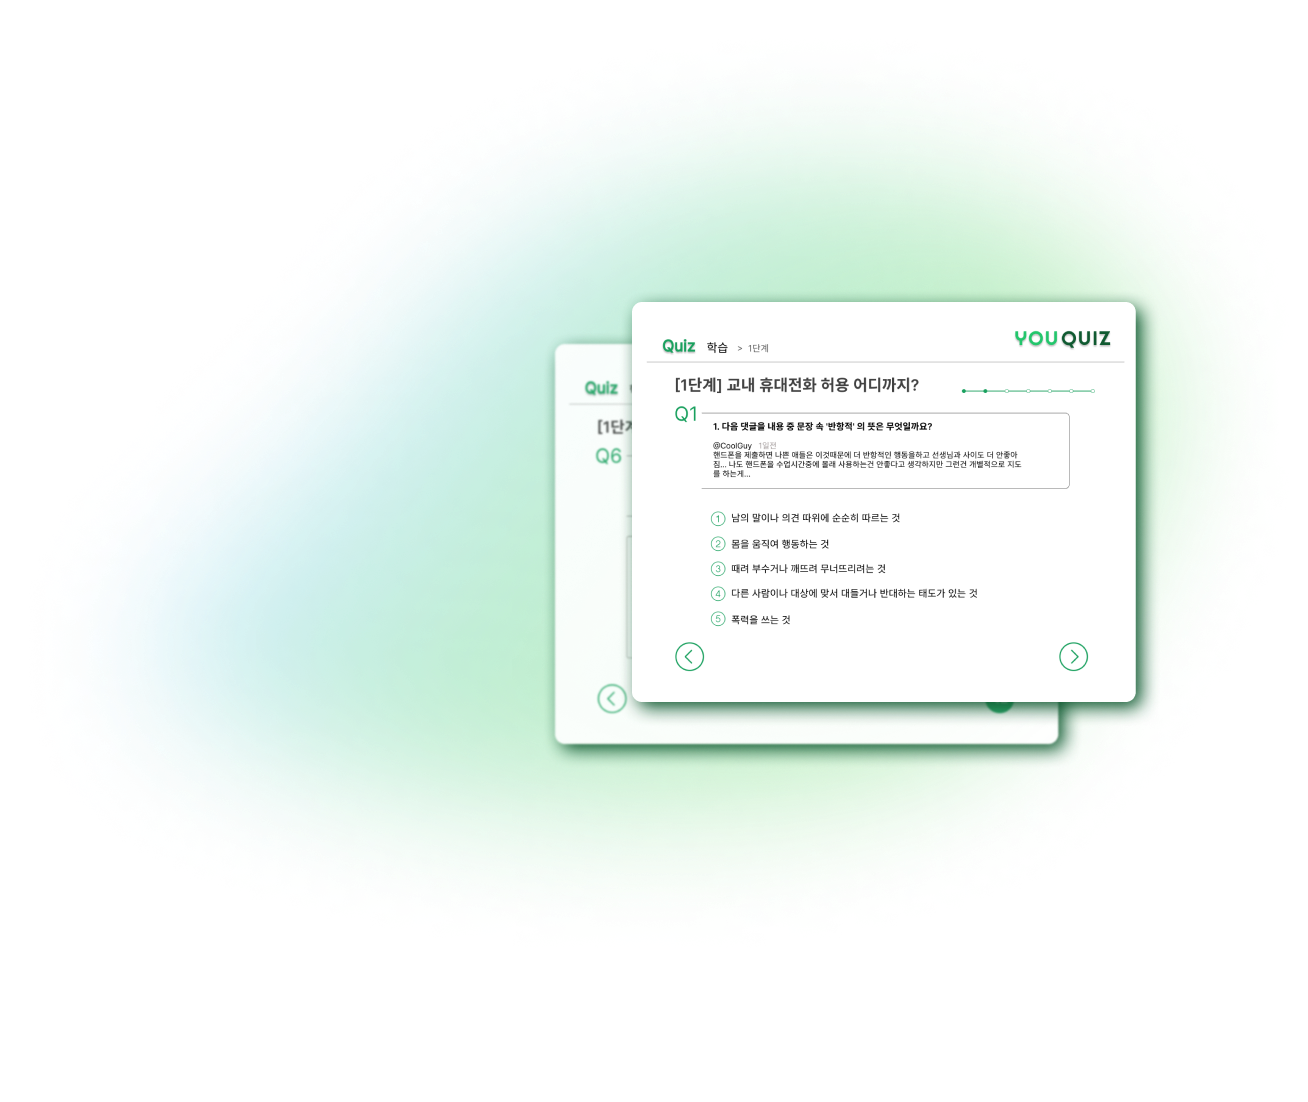 Quiz 학습 > 1단계
YOUQUIZ
[1단계] 교내 휴대전화 허용 어디까지?
Q1
1. 다음 댓글을 내용 중 문장 속 '반항적' 의 뜻은 무엇일까요?
@CoolGuy 1일전
핸드폰을 제출하면 나쁜 애들은 이것때문에 더 반항적인 행동을하고 선생님과 사이도 더 안좋아
짐... 나도 핸드폰을 수업시간중에 몰래 사용하는건 안좋다고 생각하지만 그런건 개별적으로 지도
를 하는게...
1 남의 말이나 의견 따위에 순순히 따르는 것
2 몸을 움직여 행동하는 것
3 때려 부수거나 깨뜨려 무너뜨리려는 것
4 다른 사람이나 대상에 맞서 대들거나 반대하는 태도가 있는 것
5 폭력을 쓰는 것
Quiz
[1단계
Q6